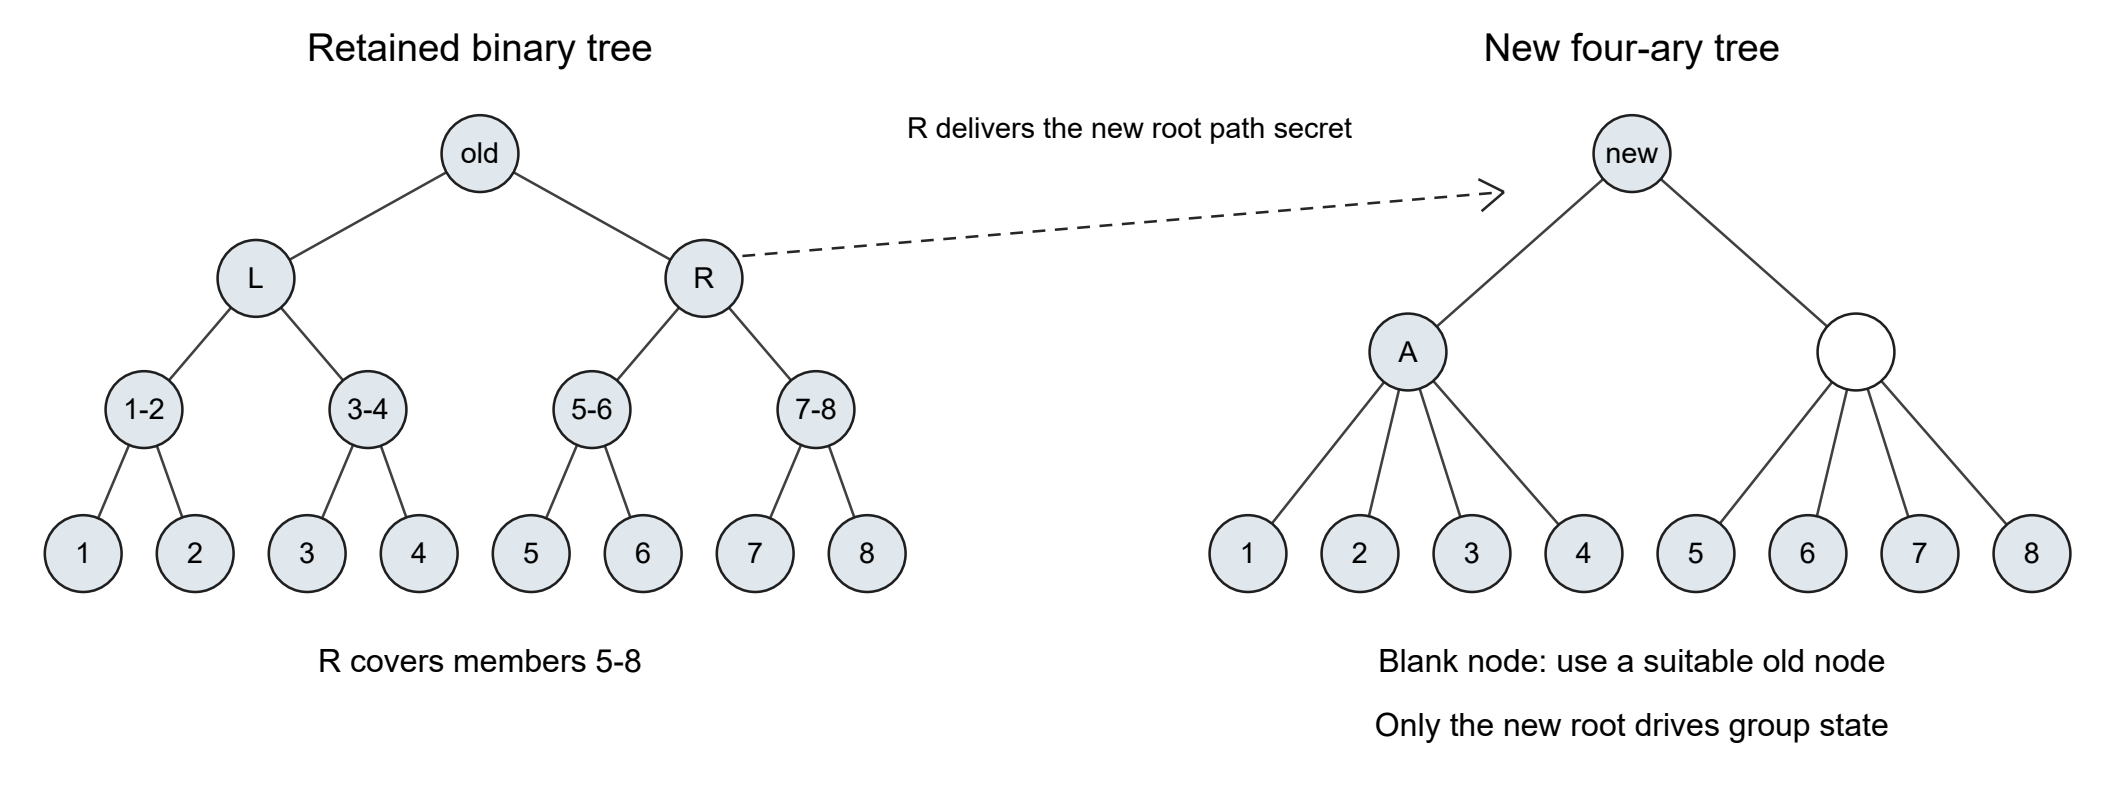 Retained binary tree
New four-ary tree
R delivers the new root path secret
old
new
L
R
A
1-2
3-4
5-6
7-8
1
2
3
4
5
6
7
8
1
2
3
4
5
6
7
8
R covers members 5-8
Blank node: use a suitable old node
Only the new root drives group state